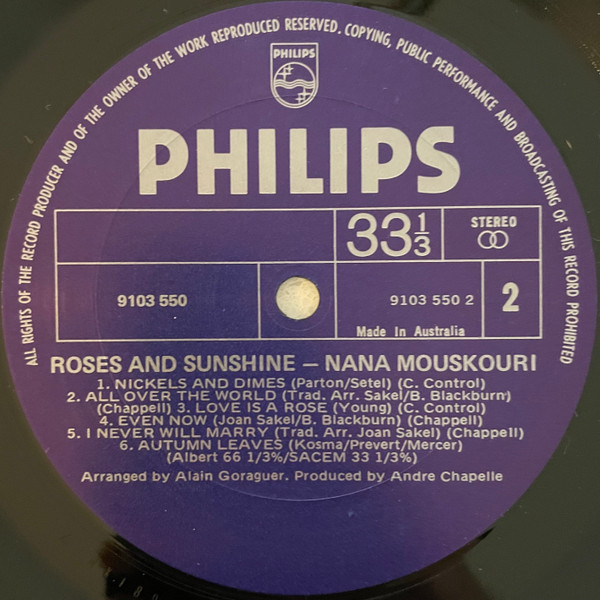 ALL RIGHTS OF THE RECORD PRODUCER AND OF THE OWNER OF THE WORK REPRODUCED RESERVED. COPYING, PUBLIC PERFORMANCE AND BROADCASTING OF THIS RECORD PROHIBITED
PHILIPS
PHILIPS
33 1/3
STEREO
9103 550
9103 550 2
2
Made In Australia
ROSES AND SUNSHINE – NANA MOUSKOURI
1. NICKELS AND DIMES (Parton/Setel) (C. Control)
2. ALL OVER THE WORLD (Trad. Arr. Sakel/B. Blackburn)
(Chappell) 3. LOVE IS A ROSE (Young) (C. Control)
4. EVEN NOW (Joan Sakel/B. Blackburn) (Chappell)
5. I NEVER WILL MARRY (Trad. Arr. Joan Sakel) (Chappell)
6. AUTUMN LEAVES (Kosma/Prevert/Mercer)
(Albert 66 1/3%/SACEM 33 1/3%)
Arranged by Alain Goraguer. Produced by Andre Chapelle